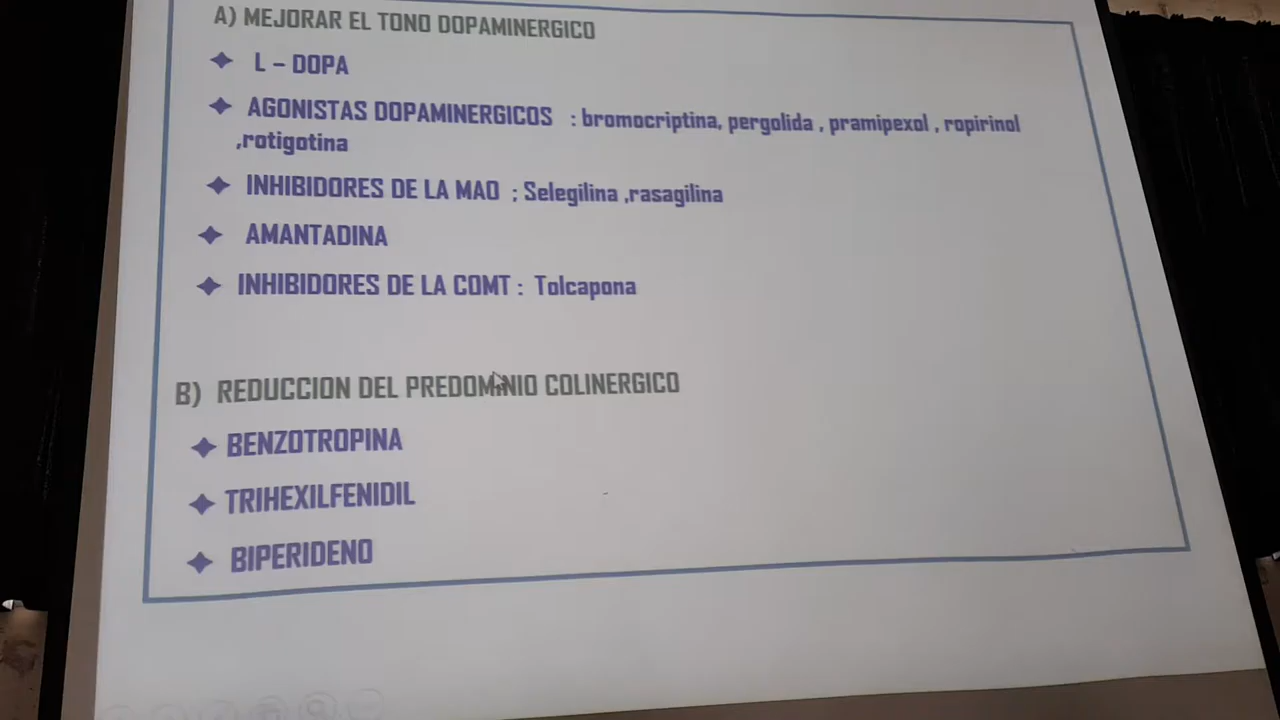 A) MEJORAR EL TONO DOPAMINERGICO
L – DOPA
AGONISTAS DOPAMINERGICOS : bromocriptina, pergolida , pramipexol , ropirinol
,rotigotina
INHIBIDORES DE LA MAO ; Selegilina ,rasagilina
AMANTADINA
INHIBIDORES DE LA COMT : Tolcapona
B) REDUCCION DEL PREDOMINIO COLINERGICO
BENZOTROPINA
TRIHEXILFENIDIL
BIPERIDENO